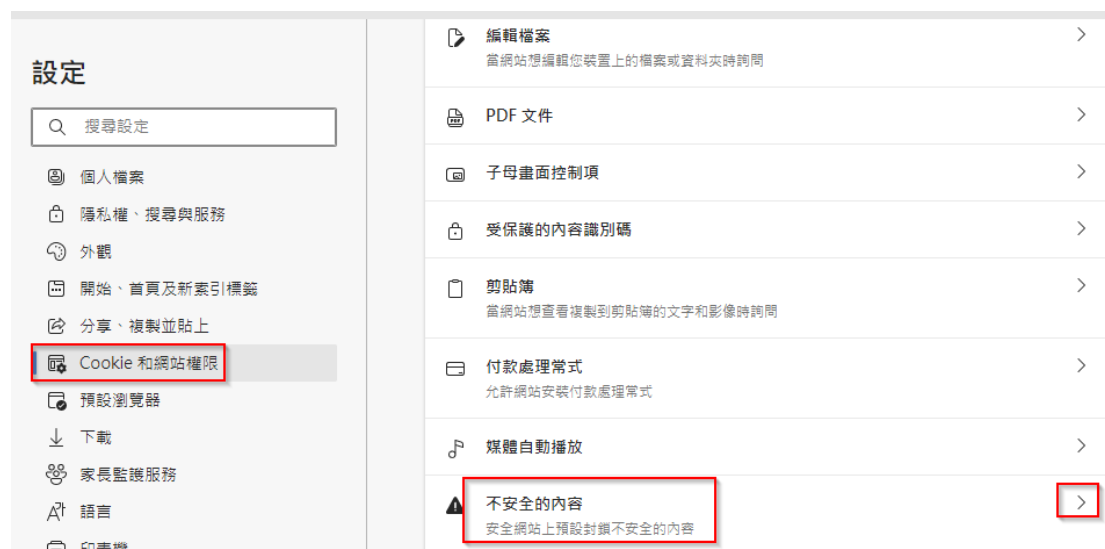 設定
搜尋設定
個人檔案
隱私權、搜尋與服務
外觀
開始、首頁及新索引標籤
分享、複製並貼上
Cookie 和網站權限
預設瀏覽器
下載
家長監護服務
語言
印表機
編輯檔案
當網站想編輯您裝置上的檔案或資料夾時詢問
PDF 文件
子母畫面控制項
受保護的內容識別碼
剪貼簿
當網站想查看複製到剪貼簿的文字和影像時詢問
付款處理常式
允許網站安裝付款處理常式
媒體自動播放
不安全的內容
安全網站上預設封鎖不安全的內容